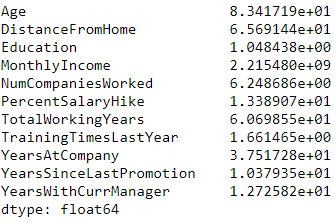 Age 8.341719e+01
DistanceFromHome 6.569144e+01
Education 1.048438e+00
MonthlyIncome 2.215480e+09
NumCompaniesWorked 6.248686e+00
PercentSalaryHike 1.338907e+01
TotalWorkingYears 6.069855e+01
TrainingTimesLastYear 1.661465e+00
YearsAtCompany 3.751728e+01
YearsSinceLastPromotion 1.037935e+01
YearsWithCurrManager 1.272582e+01
dtype: float64